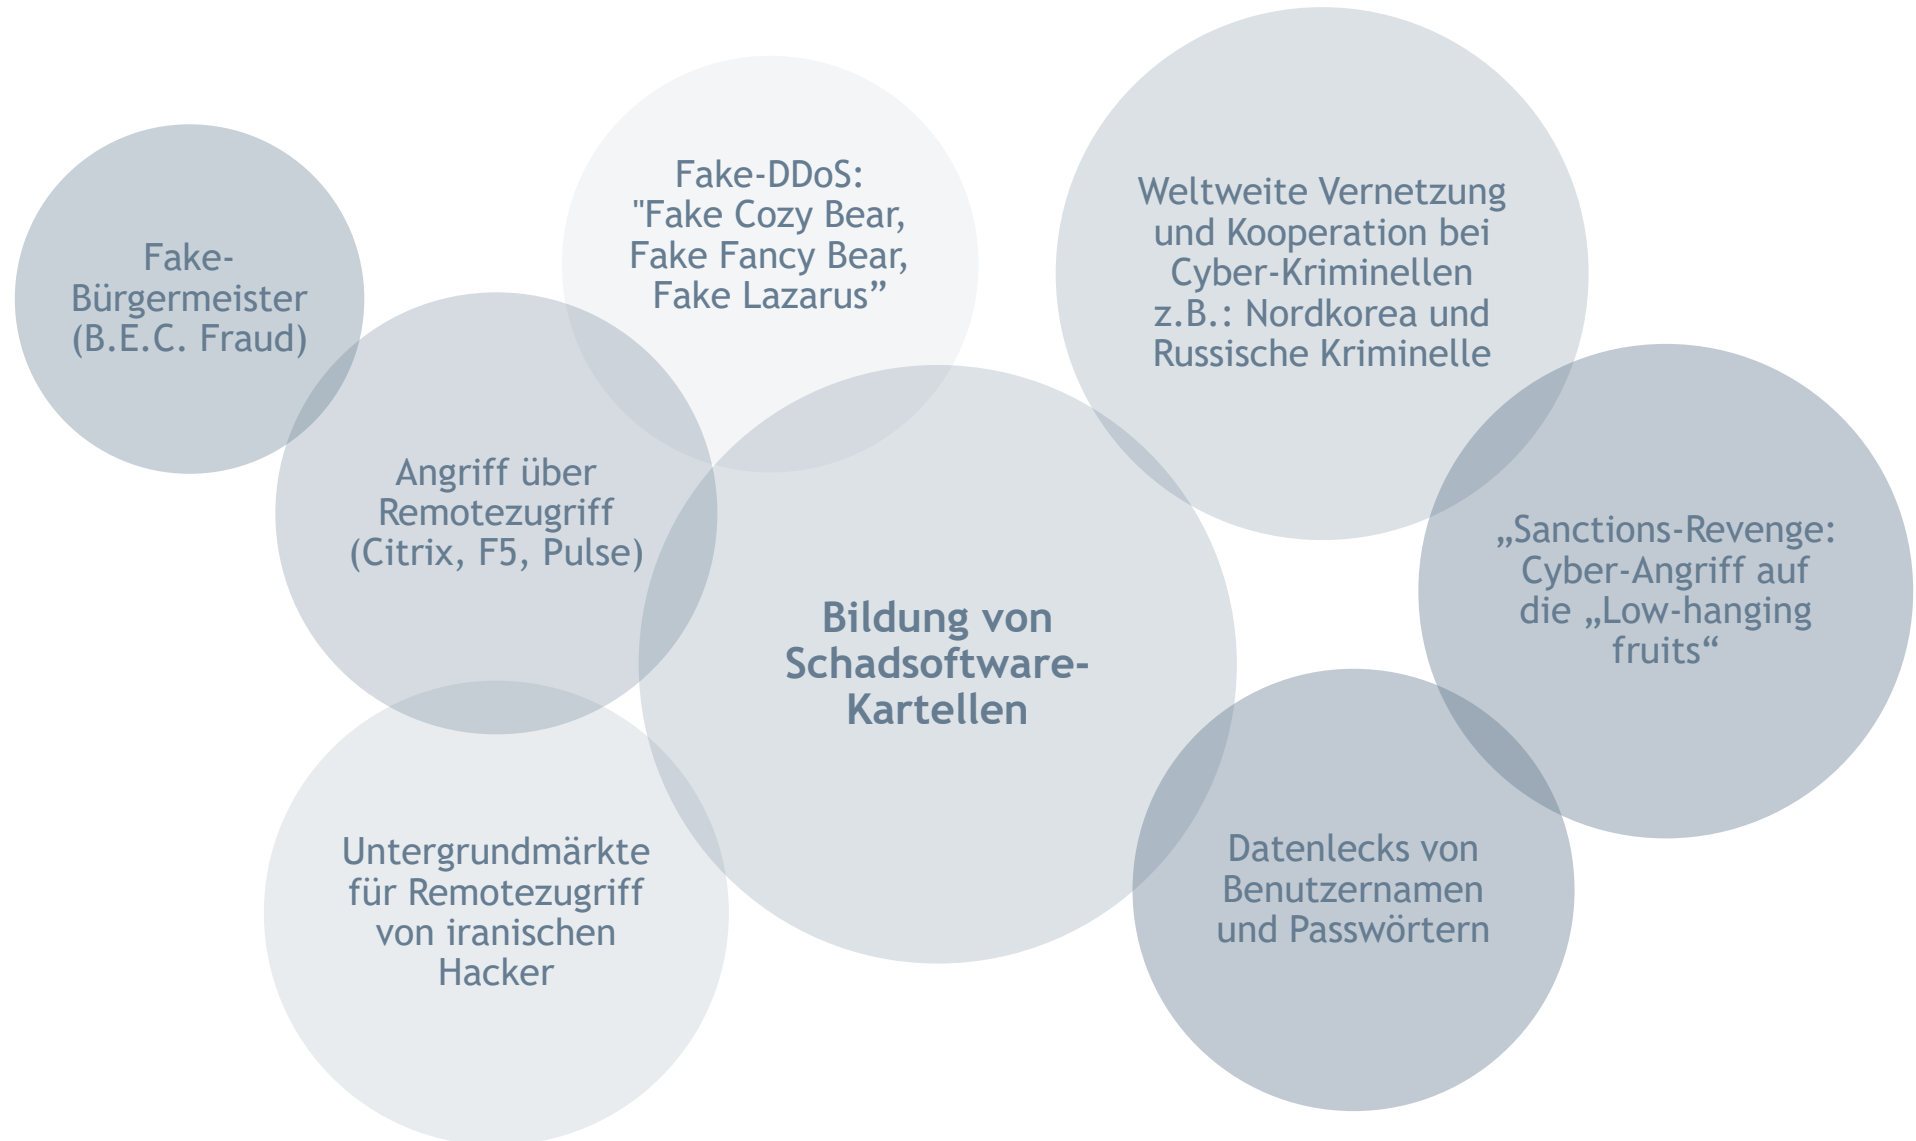 Fake-
Bürgermeister
(B.E.C. Fraud)
Fake-DDoS:
"Fake Cozy Bear,
Fake Fancy Bear,
Fake Lazarus”
Weltweite Vernetzung
und Kooperation bei
Cyber-Kriminellen
z.B.: Nordkorea und
Russische Kriminelle
Angriff über
Remotezugriff
(Citrix, F5, Pulse)
„Sanctions-Revenge:
Cyber-Angriff auf
die „Low-hanging
fruits“
Bildung von
Schadsoftware-
Kartellen
Untergrundmärkte
für Remotezugriff
von iranischen
Hacker
Datenlecks von
Benutzernamen
und Passwörtern